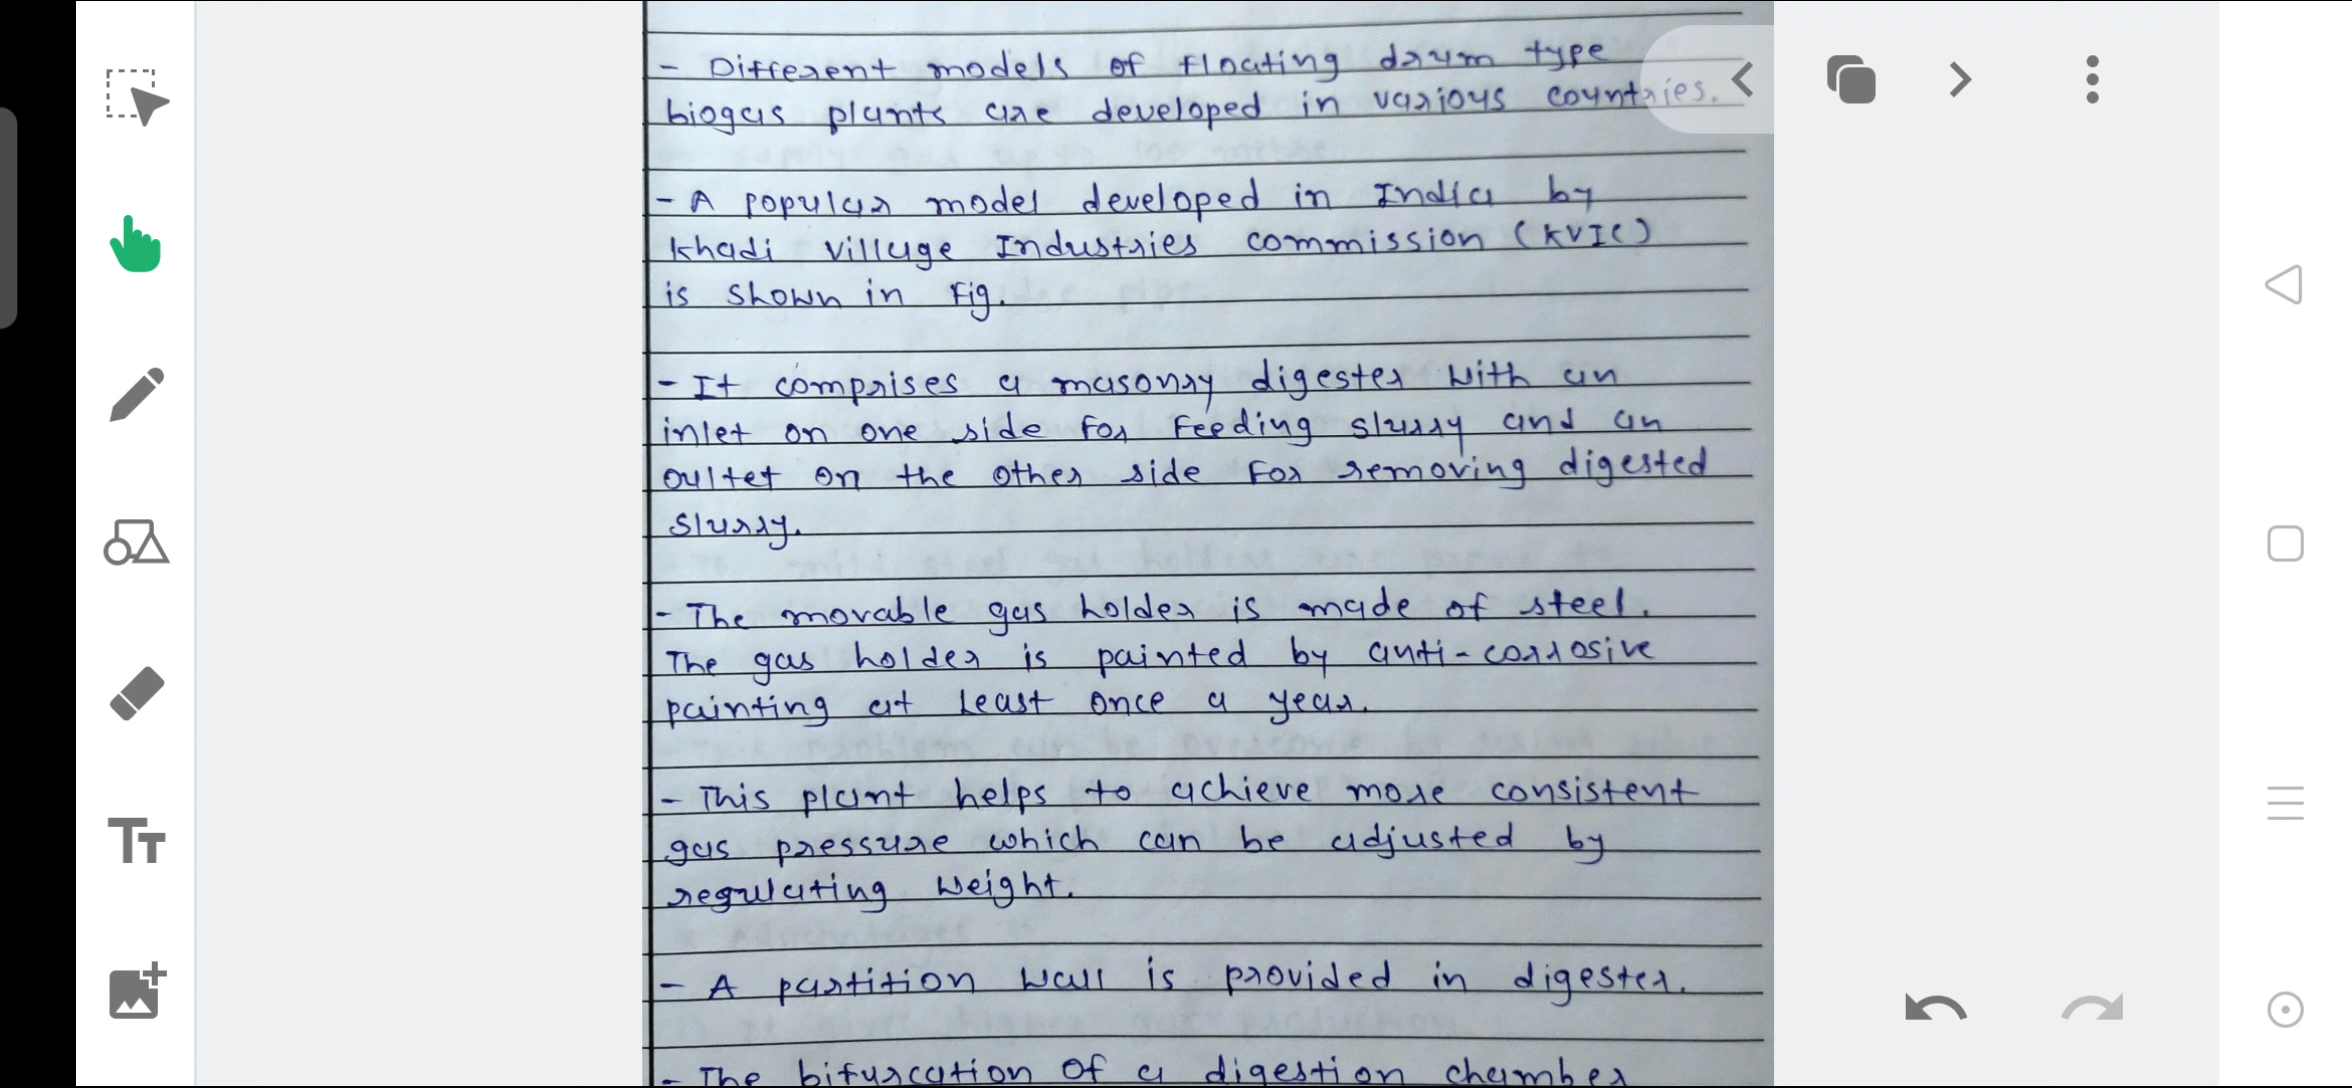 - Different models of floating drum type
biogas plants are developed in various countries.
- A popular model developed in India by
khadi village Industries commission (KVIC)
is shown in Fig.
- It comprises a masonry digester with an
inlet on one side for feeding slurry and an
oultet on the other side for removing digested
slurry.
- The movable gas holder is made of steel.
The gas holder is painted by anti-corrosive
painting at least once a year.
- This plant helps to achieve more consistent
gas pressure which can be adjusted by
regulating weight.
- A partition wall is provided in digester.
- The bifurcation of a digestion chamber
TT